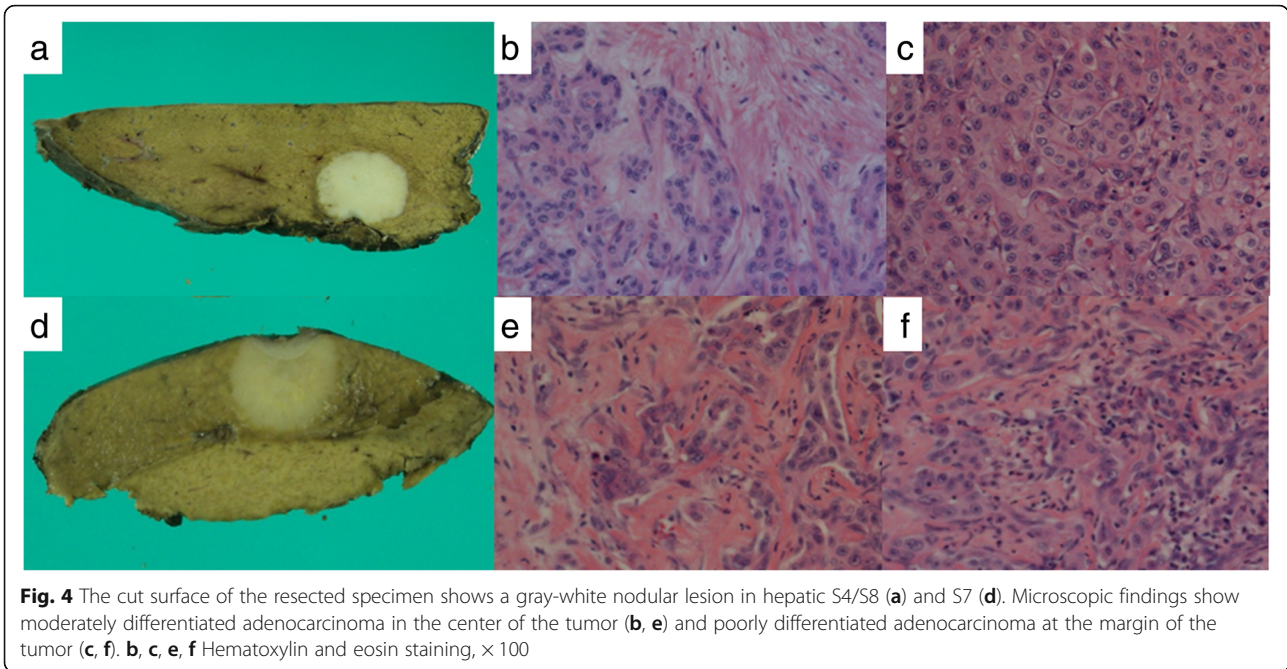 a
b
c
d
e
f
Fig. 4 The cut surface of the resected specimen shows a gray-white nodular lesion in hepatic S4/S8 (a) and S7 (d). Microscopic findings show
moderately differentiated adenocarcinoma in the center of the tumor (b, e) and poorly differentiated adenocarcinoma at the margin of the
tumor (c, f). b, c, e, f Hematoxylin and eosin staining, × 100